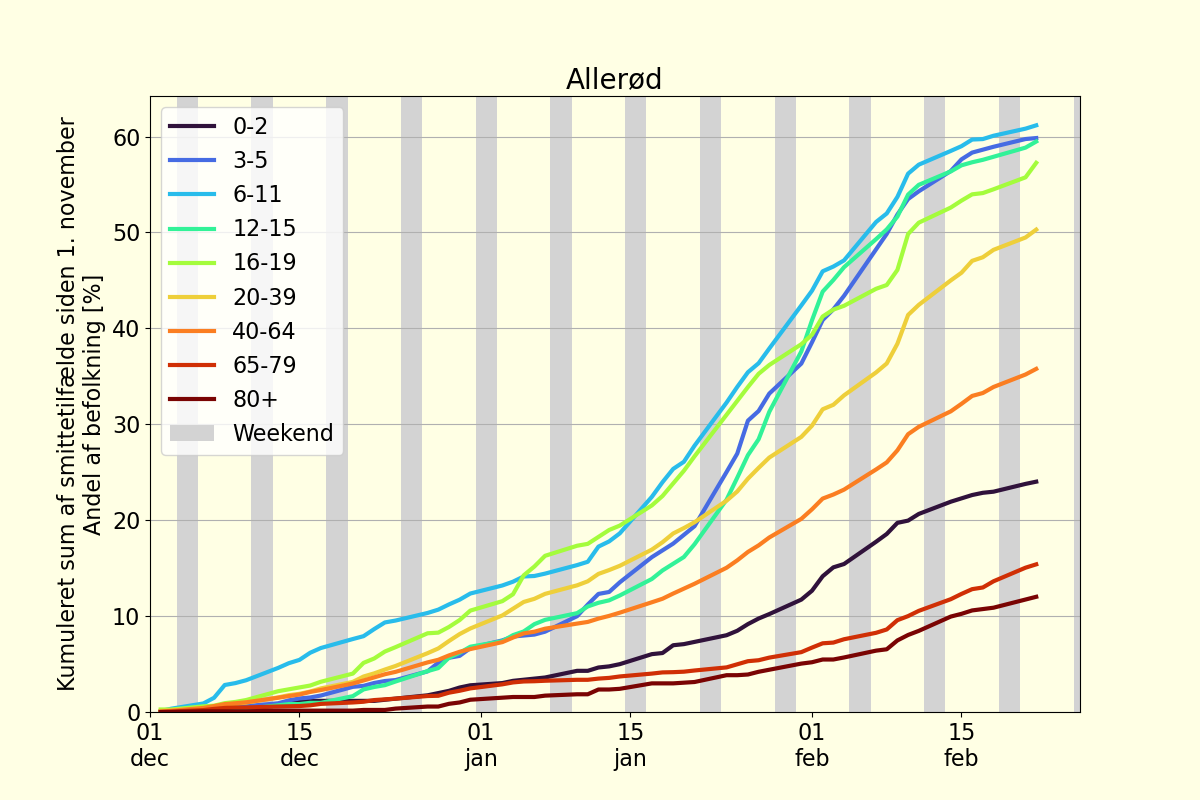 Allerød
Kumuleret sum af smittetilfælde siden 1. november
Andel af befolkning [%]
60
50
40
30
20
10
0
0-2
3-5
6-11
12-15
16-19
20-39
40-64
65-79
80+
Weekend
01 15 01 15 01 15
dec dec jan jan feb feb